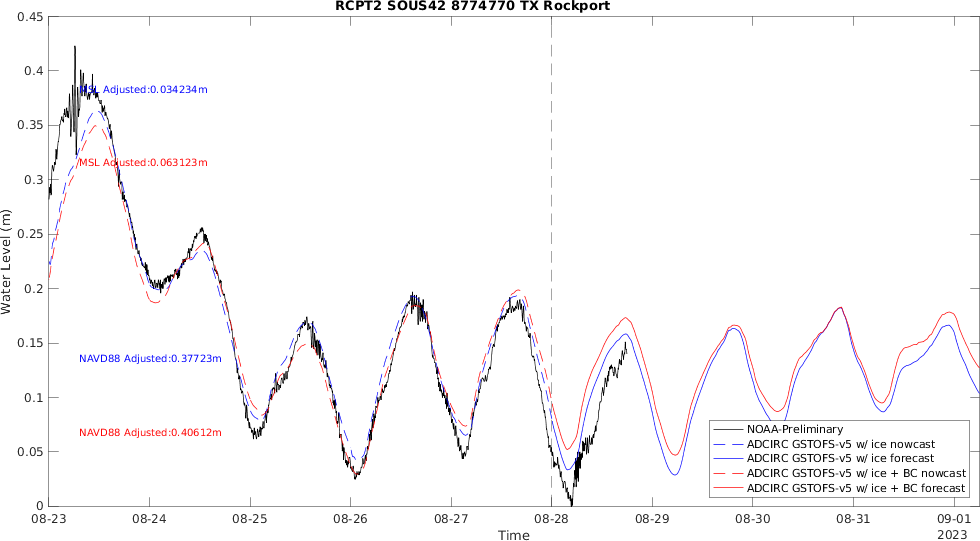 RCPT2 SOUS42 8774770 TX Rockport
0.45
0.4
0.35
0.3
0.25
0.2
0.15
0.1
0.05
0
Water Level (m)
MSL Adjusted:0.034234m
MSL Adjusted:0.063123m
NAVD88 Adjusted:0.37723m
NAVD88 Adjusted:0.40612m
NOAA-Preliminary
ADCIRC GSTOFS-v5 w/ ice nowcast
ADCIRC GSTOFS-v5 w/ ice forecast
ADCIRC GSTOFS-v5 w/ ice + BC nowcast
ADCIRC GSTOFS-v5 w/ ice + BC forecast
08-23 08-24 08-25 08-26 08-27 08-28 08-29 08-30 08-31 09-01
Time
2023